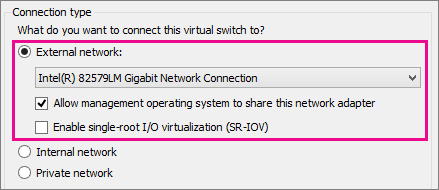 Connection type
What do you want to connect this virtual switch to?
External network:
Intel(R) 82579LM Gigabit Network Connection
Allow management operating system to share this network adapter
Enable single-root I/O virtualization (SR-IOV)
Internal network
Private network